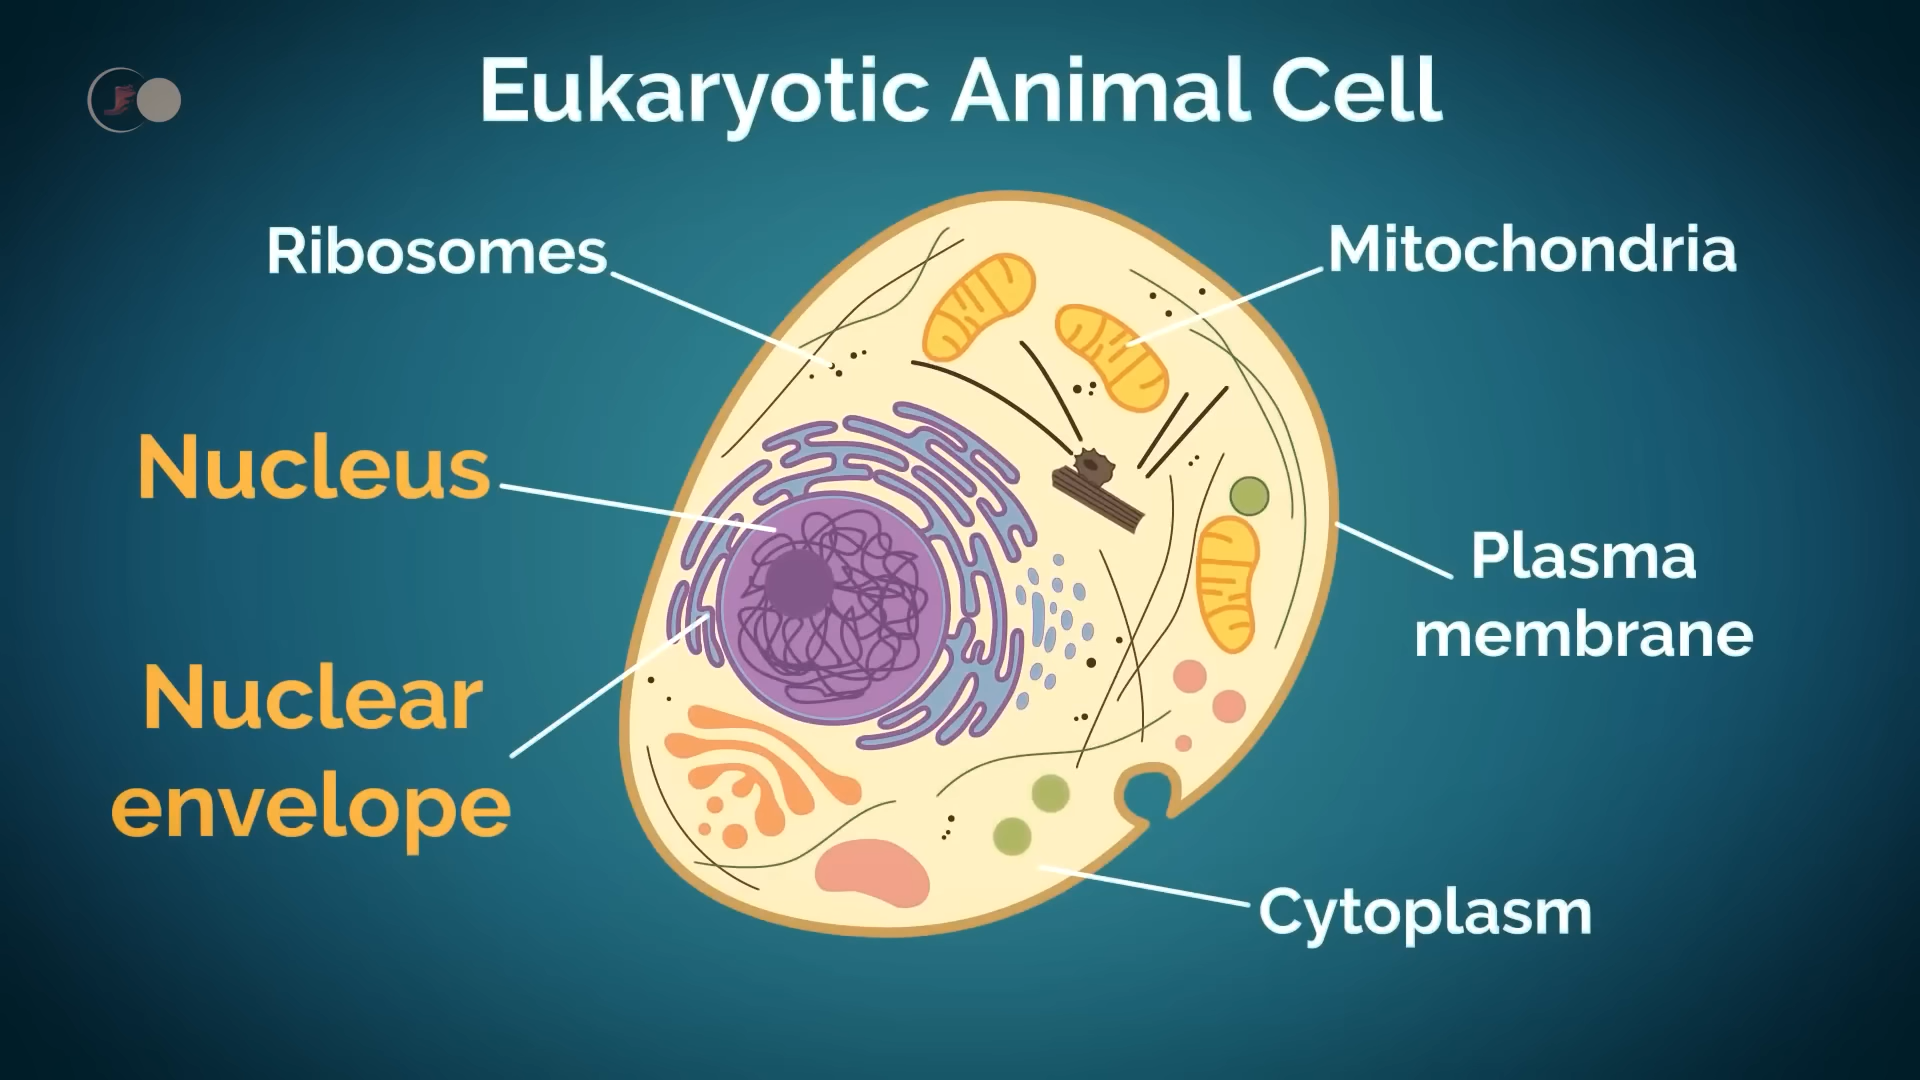 Eukaryotic Animal Cell
Ribosomes
Mitochondria
Nucleus
Plasma
membrane
Nuclear
envelope
Cytoplasm